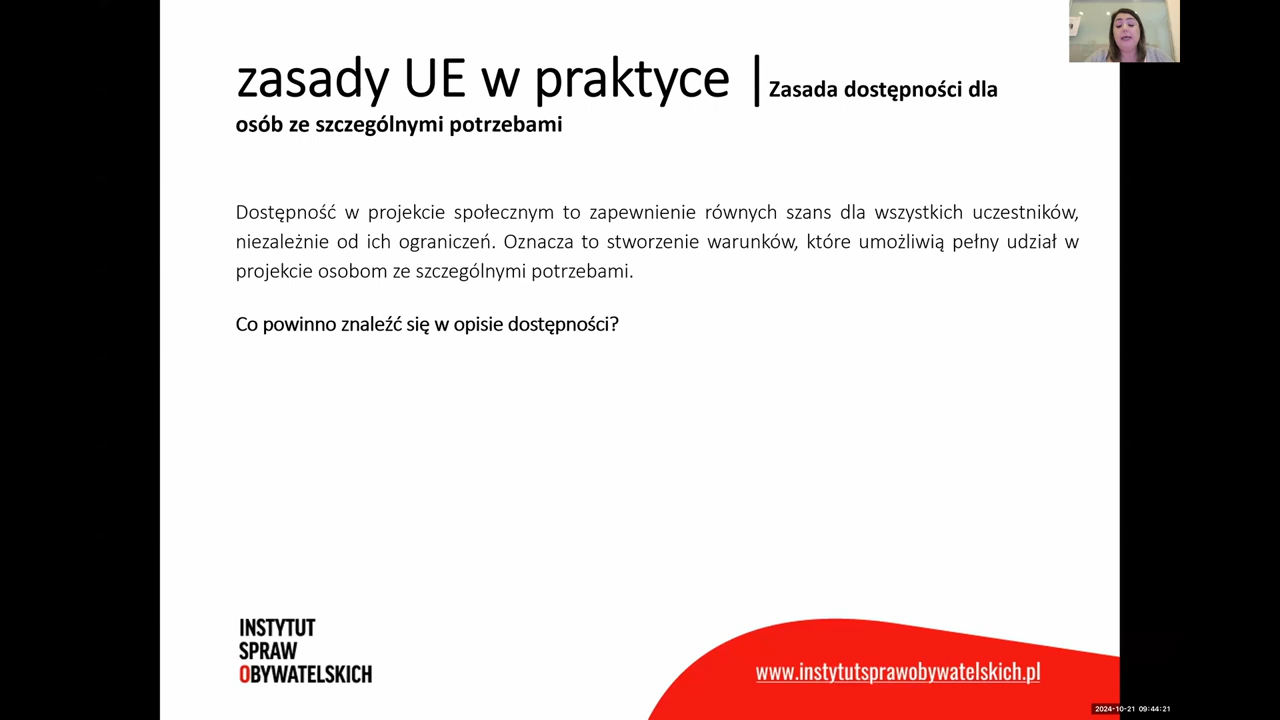 zasady UE w praktyce | Zasada dostępności dla
osób ze szczególnymi potrzebami
Dostępność w projekcie społecznym to zapewnienie równych szans dla wszystkich uczestników,
niezależnie od ich ograniczeń. Oznacza to stworzenie warunków, które umożliwią pełny udział w
projekcie osobom ze szczególnymi potrzebami.
Co powinno znaleźć się w opisie dostępności?
INSTYTUT
SPRAW
OBYWATELSKICH
www.instytutsprawobywatelskich.pl
2024-10-21 09:44:21